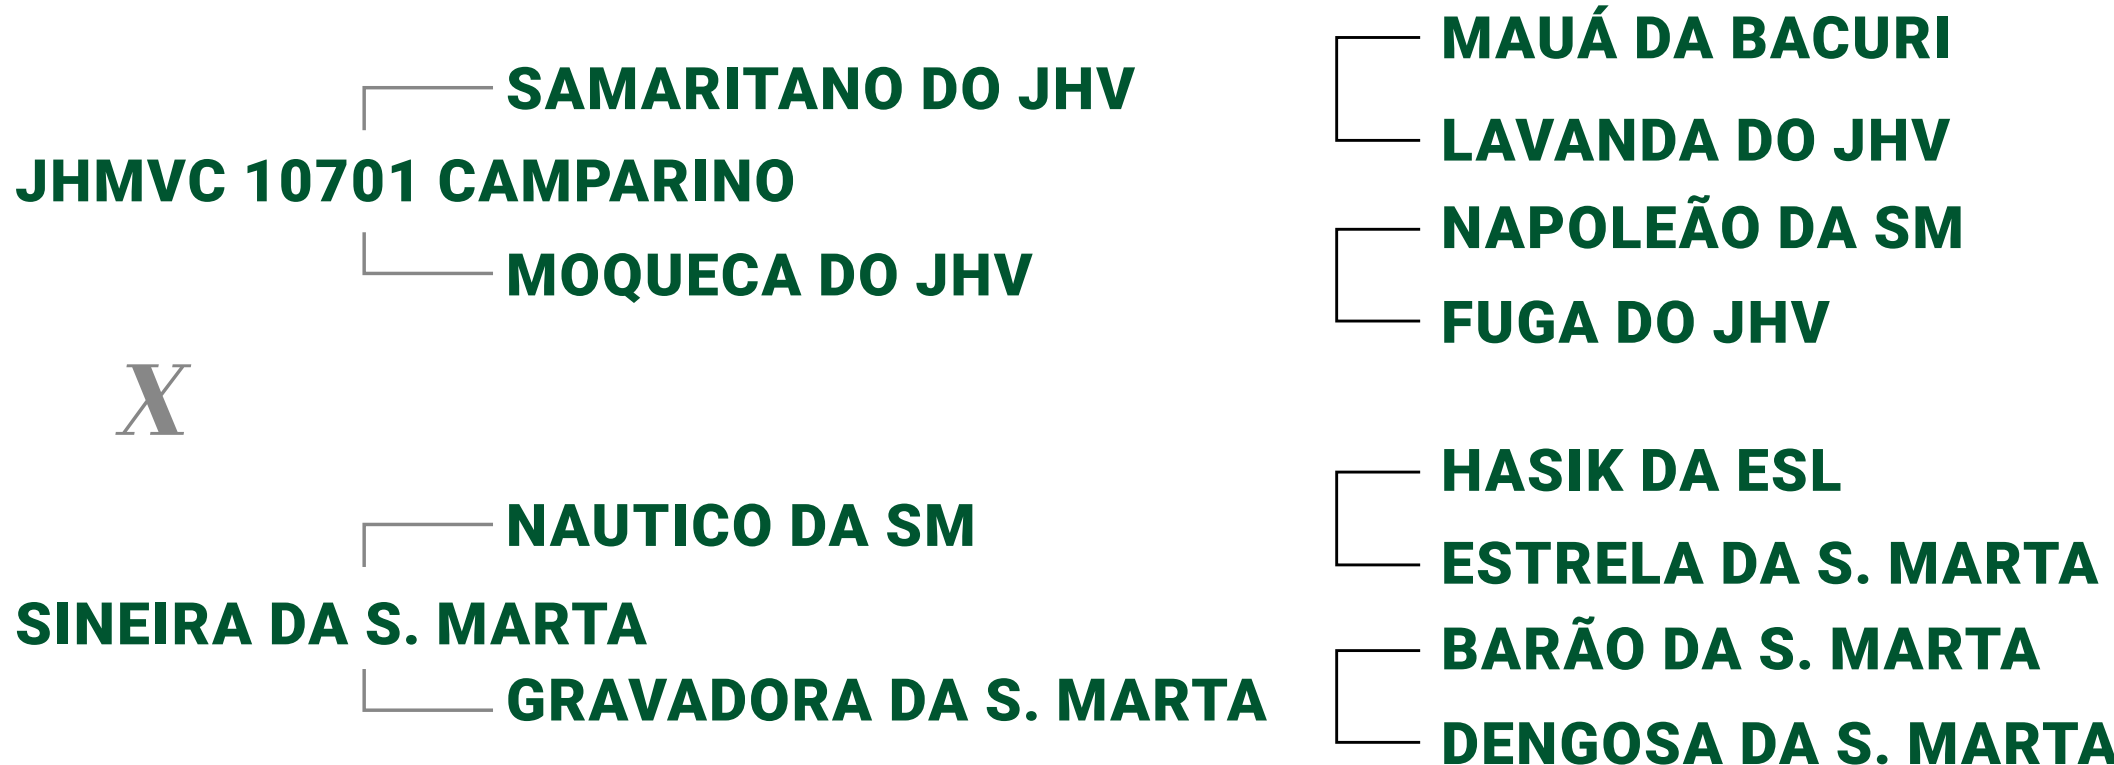 MAUÁ DA BACURI
SAMARITANO DO JHV
LAVANDA DO JHV
JHMVC 10701 CAMPARINO
NAPOLEÃO DA SM
MOQUECA DO JHV
FUGA DO JHV
X
HASIK DA ESL
NAUTICO DA SM
ESTRELA DA S. MARTA
SINEIRA DA S. MARTA
BARÃO DA S. MARTA
GRAVADORA DA S. MARTA
DENGOSA DA S. MARTA